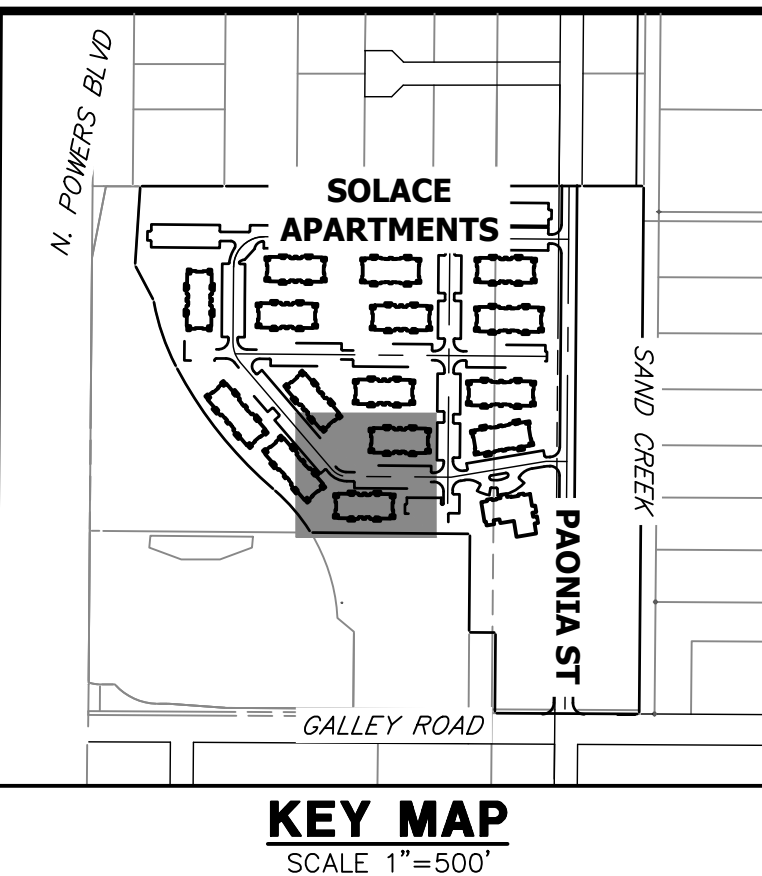 N. POWERS BLVD
SOLACE
APARTMENTS
SAND CREEK
PAONIA ST
GALLEY ROAD
KEY MAP
SCALE 1"=500'